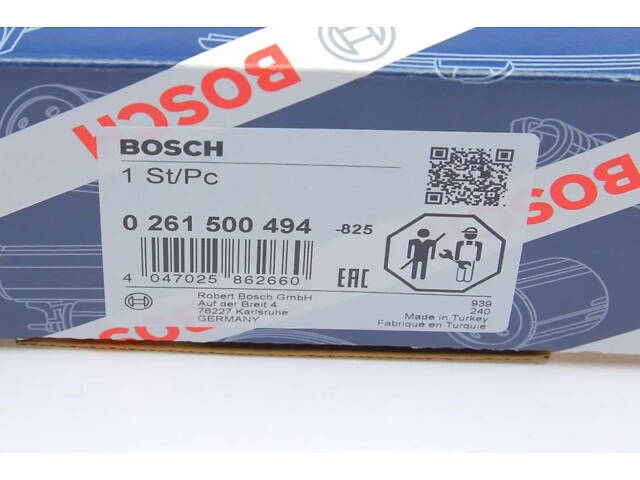 BOSCH
BOSCH
BOSCH
BOSCH
1 St/Pc
0 261 500 494 -825
4 047025 862660
EAC
Robert Bosch GmbH
Auf der Breit 4
76227 Karlsruhe
GERMANY
939
240
Made in Turkey
Fabriqué en Turquie